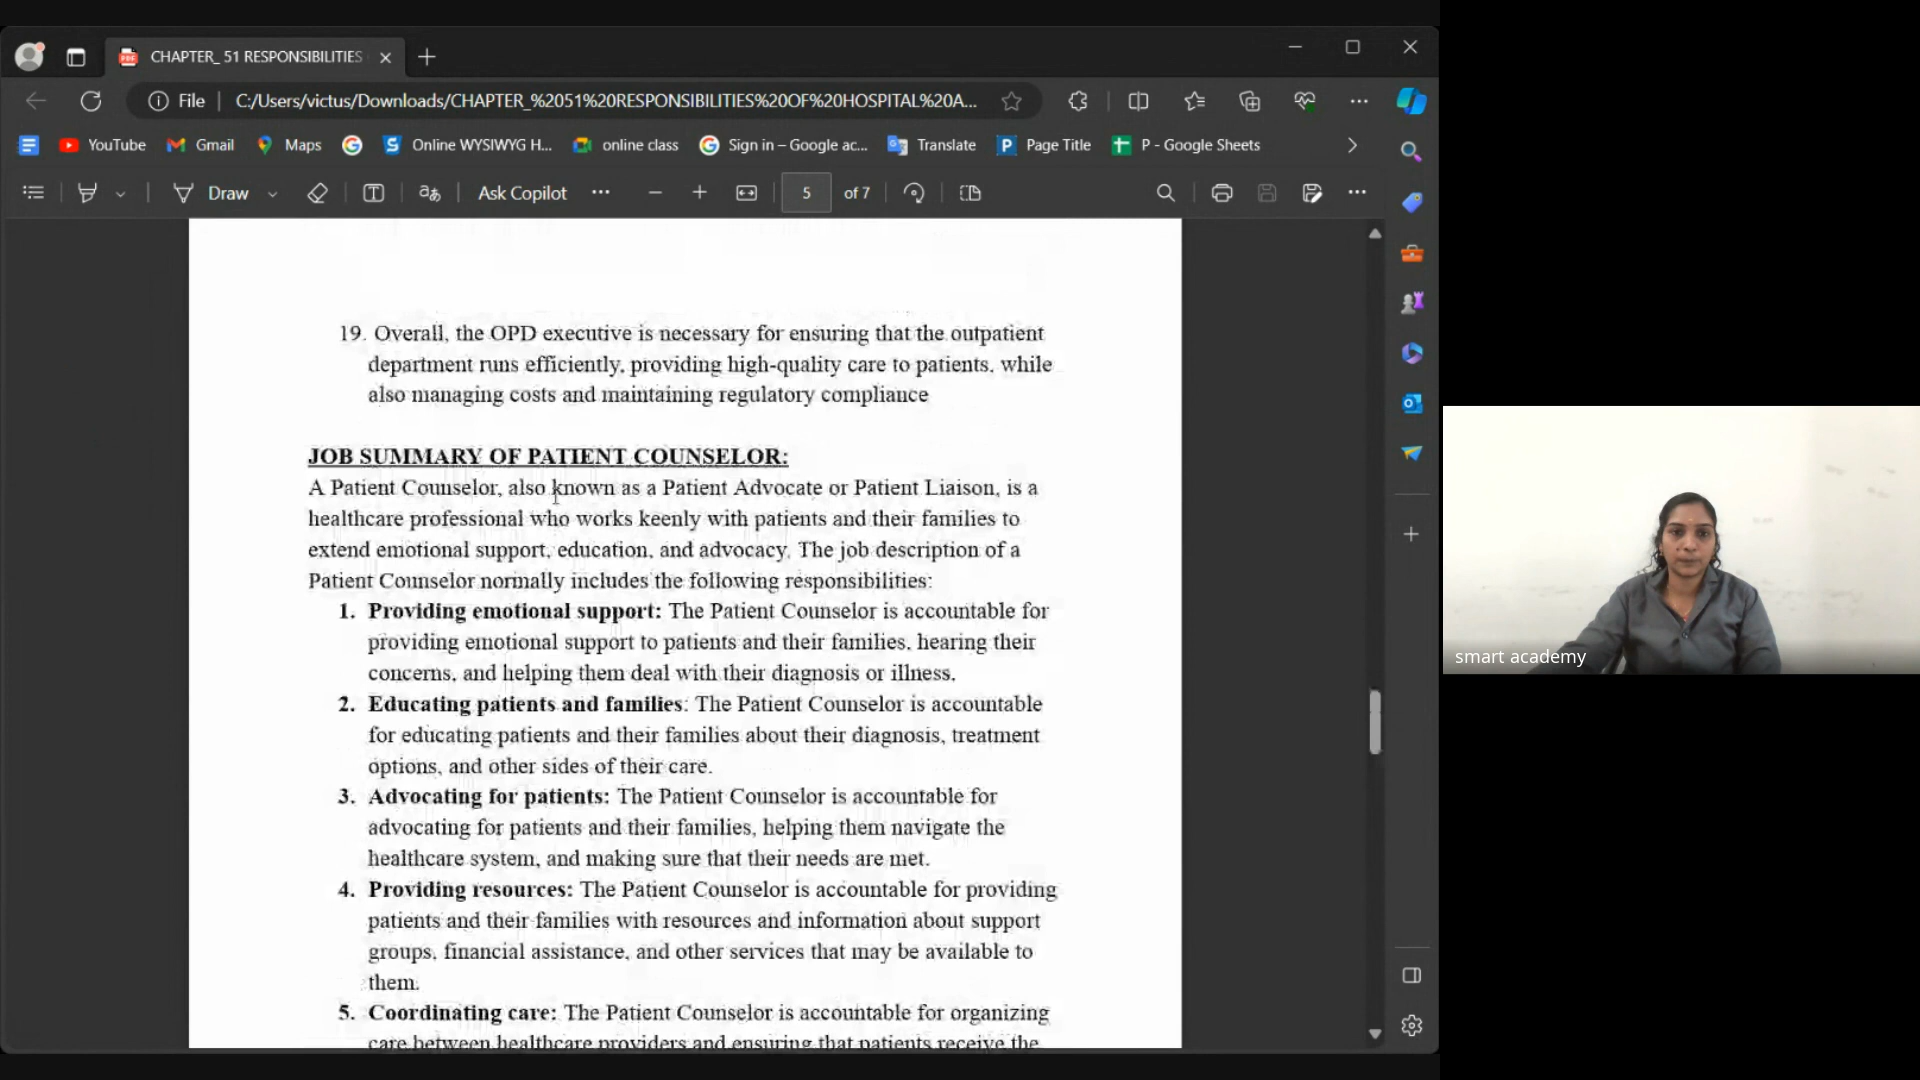 CHAPTER_ 51 RESPONSIBILITIES
File
C:/Users/victus/Downloads/CHAPTER_%2051%20RESPONSIBILITIES%20OF%20HOSPITAL%20A...
YouTube Gmail Maps Online WYSIWYG H... online class Sign in – Google ac... Translate Page Title P - Google Sheets
Draw Ask Copilot 5 of 7
19. Overall, the OPD executive is necessary for ensuring that the outpatient
department runs efficiently, providing high-quality care to patients, while
also managing costs and maintaining regulatory compliance
JOB SUMMARY OF PATIENT COUNSELOR:
A Patient Counselor, also known as a Patient Advocate or Patient Liaison, is a
healthcare professional who works keenly with patients and their families to
extend emotional support, education, and advocacy. The job description of a
Patient Counselor normally includes the following responsibilities:
1. Providing emotional support: The Patient Counselor is accountable for
providing emotional support to patients and their families, hearing their
concerns, and helping them deal with their diagnosis or illness.
2. Educating patients and families: The Patient Counselor is accountable
for educating patients and their families about their diagnosis, treatment
options, and other sides of their care.
3. Advocating for patients: The Patient Counselor is accountable for
advocating for patients and their families, helping them navigate the
healthcare system, and making sure that their needs are met.
4. Providing resources: The Patient Counselor is accountable for providing
patients and their families with resources and information about support
groups, financial assistance, and other services that may be available to
them.
5. Coordinating care: The Patient Counselor is accountable for organizing
care between healthcare providers and ensuring that patients receive the
smart academy